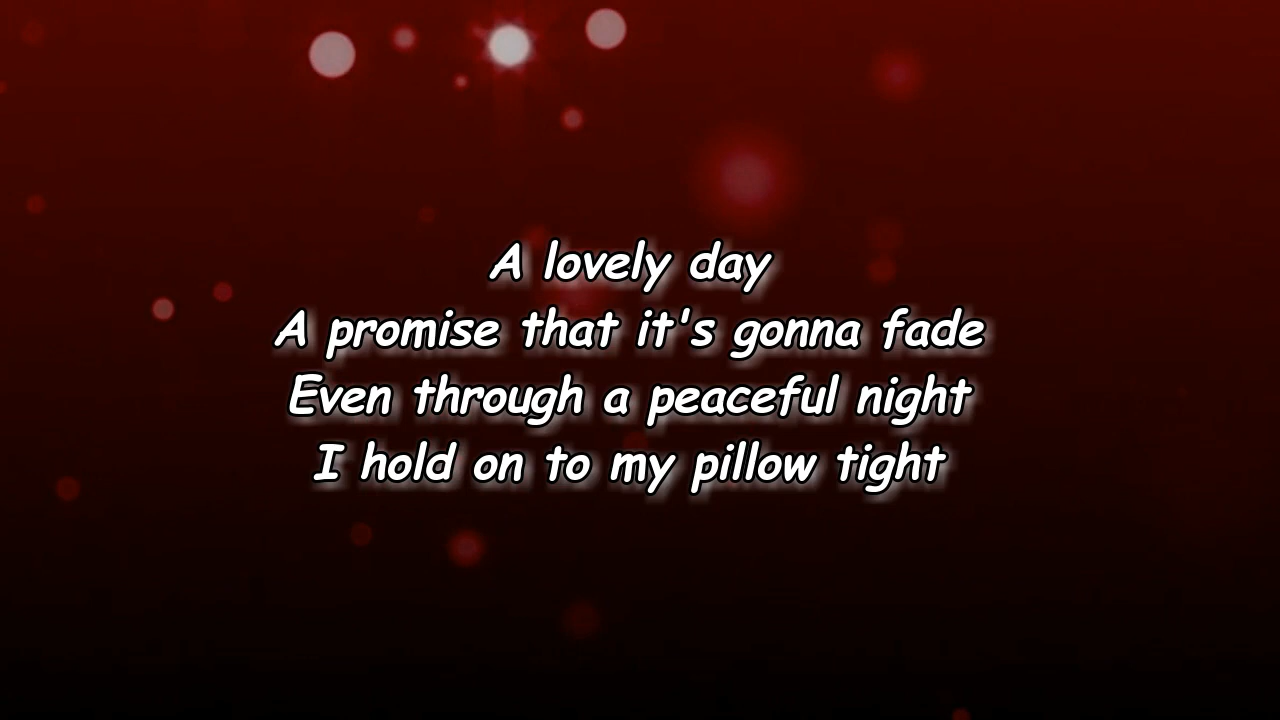 A lovely day
A promise that it's gonna fade
Even through a peaceful night
I hold on to my pillow tight